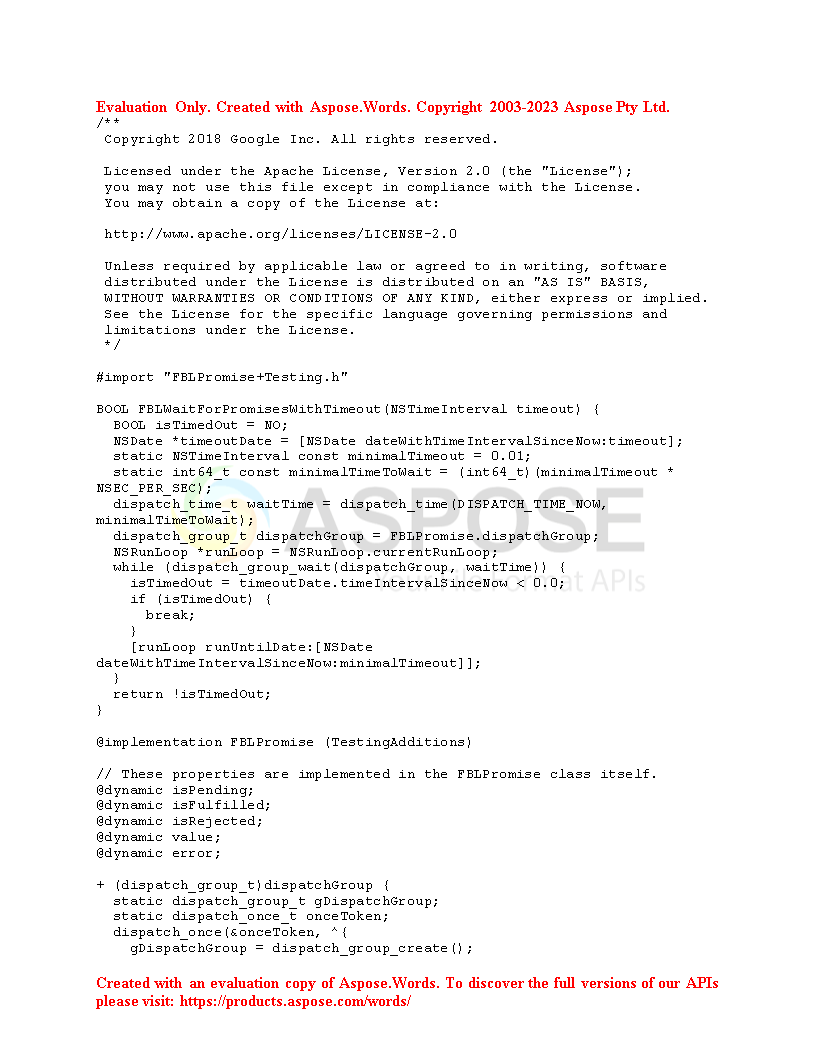 Evaluation Only. Created with Aspose.Words. Copyright 2003-2023 Aspose Pty Ltd.
/**
 Copyright 2018 Google Inc. All rights reserved.

 Licensed under the Apache License, Version 2.0 (the "License");
 you may not use this file except in compliance with the License.
 You may obtain a copy of the License at:

 http://www.apache.org/licenses/LICENSE-2.0

 Unless required by applicable law or agreed to in writing, software
 distributed under the License is distributed on an "AS IS" BASIS,
 WITHOUT WARRANTIES OR CONDITIONS OF ANY KIND, either express or implied.
 See the License for the specific language governing permissions and
 limitations under the License.
 */

#import "FBLPromise+Testing.h"

BOOL FBLWaitForPromisesWithTimeout(NSTimeInterval timeout) {
  BOOL isTimedOut = NO;
  NSDate *timeoutDate = [NSDate dateWithTimeIntervalSinceNow:timeout];
  static NSTimeInterval const minimalTimeout = 0.01;
  static int64_t const minimalTimeToWait = (int64_t)(minimalTimeout *
NSEC_PER_SEC);
  dispatch_time_t waitTime = dispatch_time(DISPATCH_TIME_NOW,
minimalTimeToWait);
  dispatch_group_t dispatchGroup = FBLPromise.dispatchGroup;
  NSRunLoop *runLoop = NSRunLoop.currentRunLoop;
  while (dispatch_group_wait(dispatchGroup, waitTime)) {
    isTimedOut = timeoutDate.timeIntervalSinceNow < 0.0;
    if (isTimedOut) {
      break;
    }
    [runLoop runUntilDate:[NSDate
dateWithTimeIntervalSinceNow:minimalTimeout]];
  }
  return !isTimedOut;
}

@implementation FBLPromise (TestingAdditions)

// These properties are implemented in the FBLPromise class itself.
@dynamic isPending;
@dynamic isFulfilled;
@dynamic isRejected;
@dynamic value;
@dynamic error;

+ (dispatch_group_t)dispatchGroup {
  static dispatch_group_t gDispatchGroup;
  static dispatch_once_t onceToken;
  dispatch_once(&onceToken, ^{
    gDispatchGroup = dispatch_group_create();

Created with an evaluation copy of Aspose.Words. To discover the full versions of our APIs
please visit: https://products.aspose.com/words/
ASPOSE
APIs